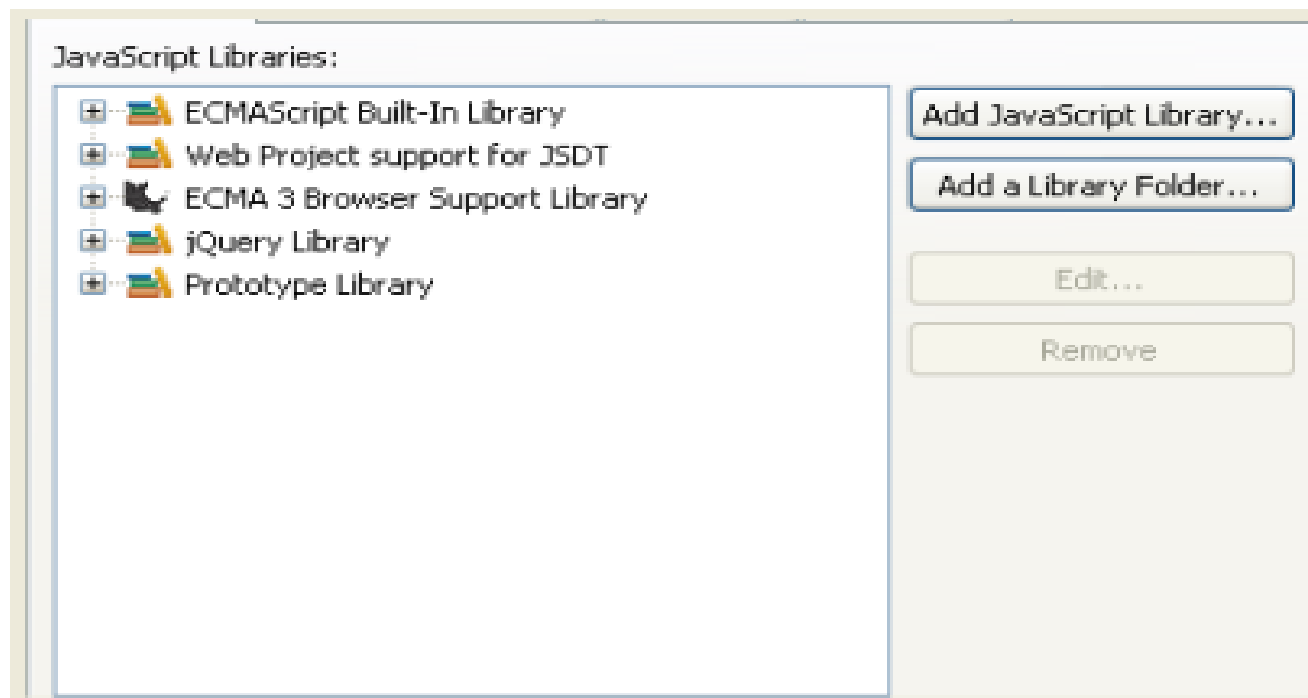 JavaScript Libraries:
ECMAScript Built-In Library
Web Project support for JSDT
ECMA 3 Browser Support Library
jQuery Library
Prototype Library
Add JavaScript Library...
Add a Library Folder...
Edit...
Remove